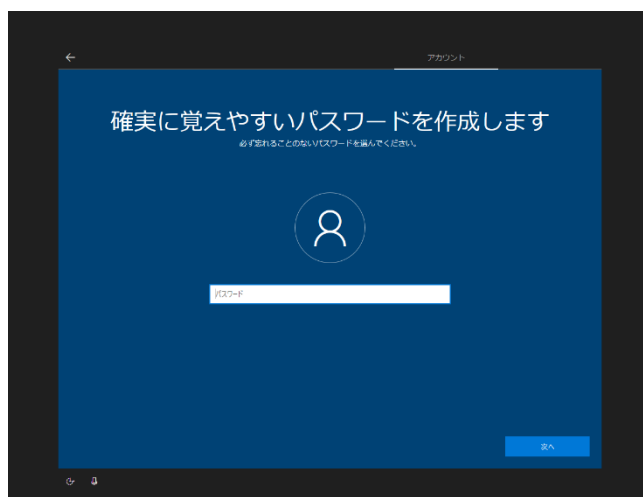 アカウント
確実に覚えやすいパスワードを作成します
必ず忘れることのないパスワードを選んでください。
パスワード
次へ